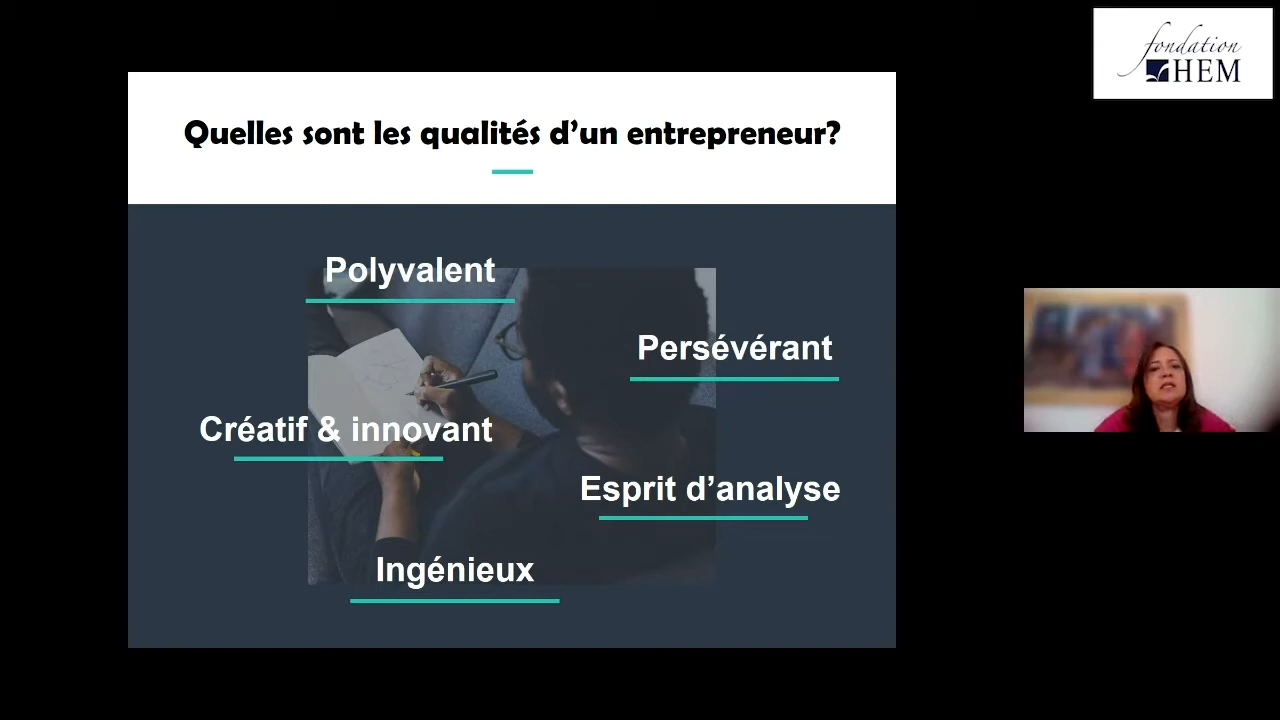 fondation
HEM
Quelles sont les qualités d’un entrepreneur?
Polyvalent
Persévérant
Créatif & innovant
Esprit d’analyse
Ingénieux